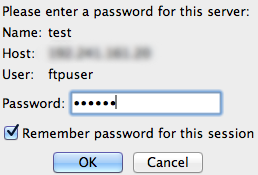 Please enter a password for this server:
Name: test
Host:
User: ftpuser
Password: ••••••
Remember password for this session
OK Cancel